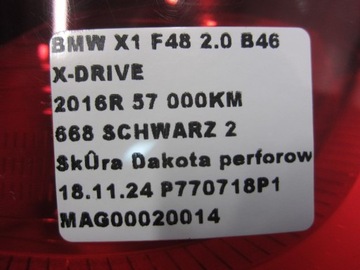 BMW X1 F48 2.0 B46
X-DRIVE
2016R 57 000KM
668 SCHWARZ 2
SkÛra Dakota perforow
18.11.24 P770718P1
MAG00020014